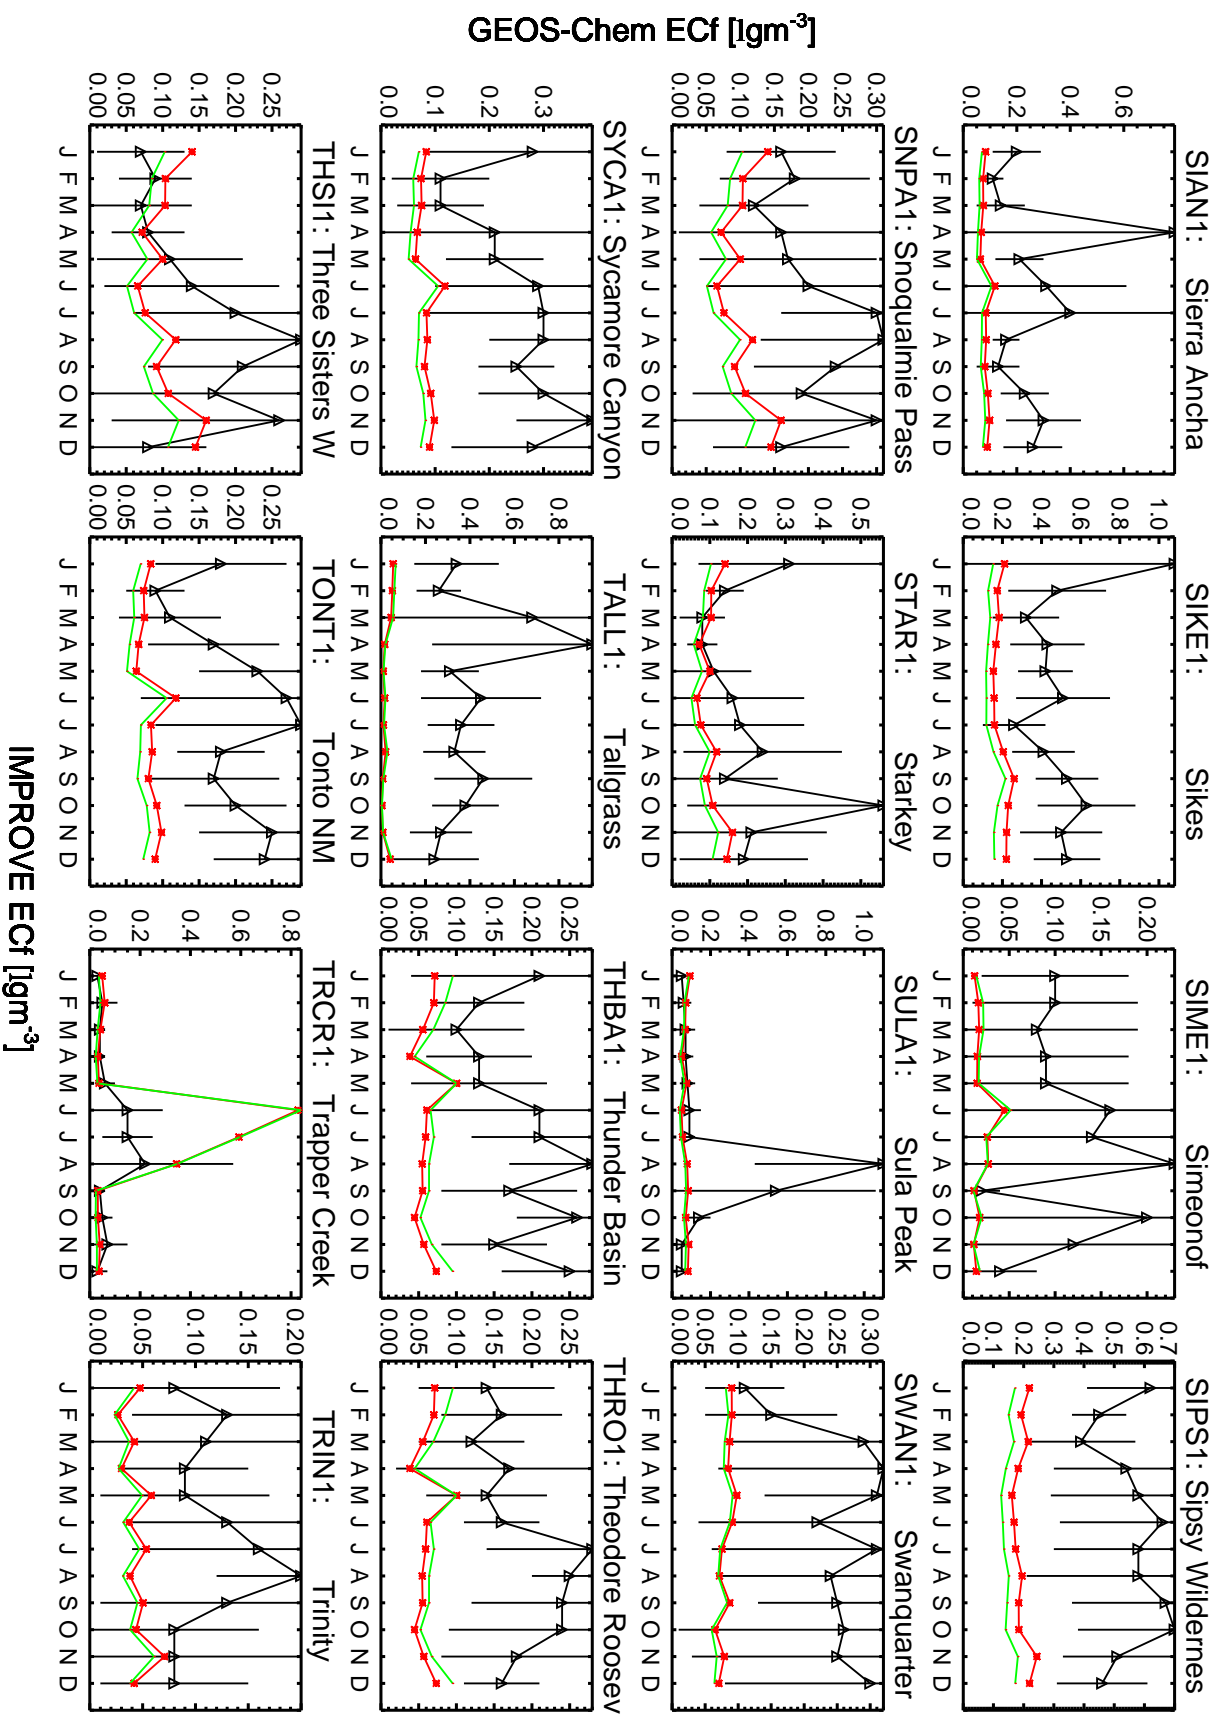 GEOS-Chem ECf [lgm-3]
SIAN1: Sierra Ancha
0.6
0.4
0.2
0.0
J F M A M J J A S O N D
SIKE1: Sikes
1.0
0.6
0.4
0.2
0.0
J F M A M J J A S O N D
SIME1: Simeonof
0.20
0.15
0.10
0.05
0.00
J F M A M J J A S O N D
SIPS1: Sipsy Wildernes
0.7
0.6
0.5
0.4
0.3
0.2
0.1
0.0
J F M A M J J A S O N D
SNPA1: Snoqualmie Pass
0.30
0.25
0.20
0.15
0.10
0.05
0.00
J F M A M J J A S O N D
STAR1: Starkey
0.5
0.4
0.3
0.2
0.1
0.0
J F M A M J J A S O N D
SULA1: Sula Peak
1.0
0.6
0.4
0.2
0.0
J F M A M J J A S O N D
SWAN1: Swanquarter
0.30
0.25
0.20
0.15
0.10
0.05
0.00
J F M A M J J A S O N D
SYCA1: Sycamore Canyon
0.3
0.2
0.1
0.0
J F M A M J J A S O N D
TALL1: Tallgrass
0.8
0.6
0.4
0.2
0.0
J F M A M J J A S O N D
THBA1: Thunder Basin
0.25
0.20
0.15
0.10
0.05
0.00
J F M A M J J A S O N D
THRO1: Theodore Roosev
0.25
0.20
0.15
0.10
0.05
0.00
J F M A M J J A S O N D
THSI1: Three Sisters W
0.25
0.20
0.15
0.10
0.05
0.00
J F M A M J J A S O N D
TONT1: Tonto NM
0.25
0.20
0.15
0.10
0.05
0.00
J F M A M J J A S O N D
TRCR1: Trapper Creek
0.8
0.6
0.4
0.2
0.0
J F M A M J J A S O N D
TRIN1: Trinity
0.20
0.15
0.10
0.05
0.00
J F M A M J J A S O N D
IMPROVE ECf [lgm-3]